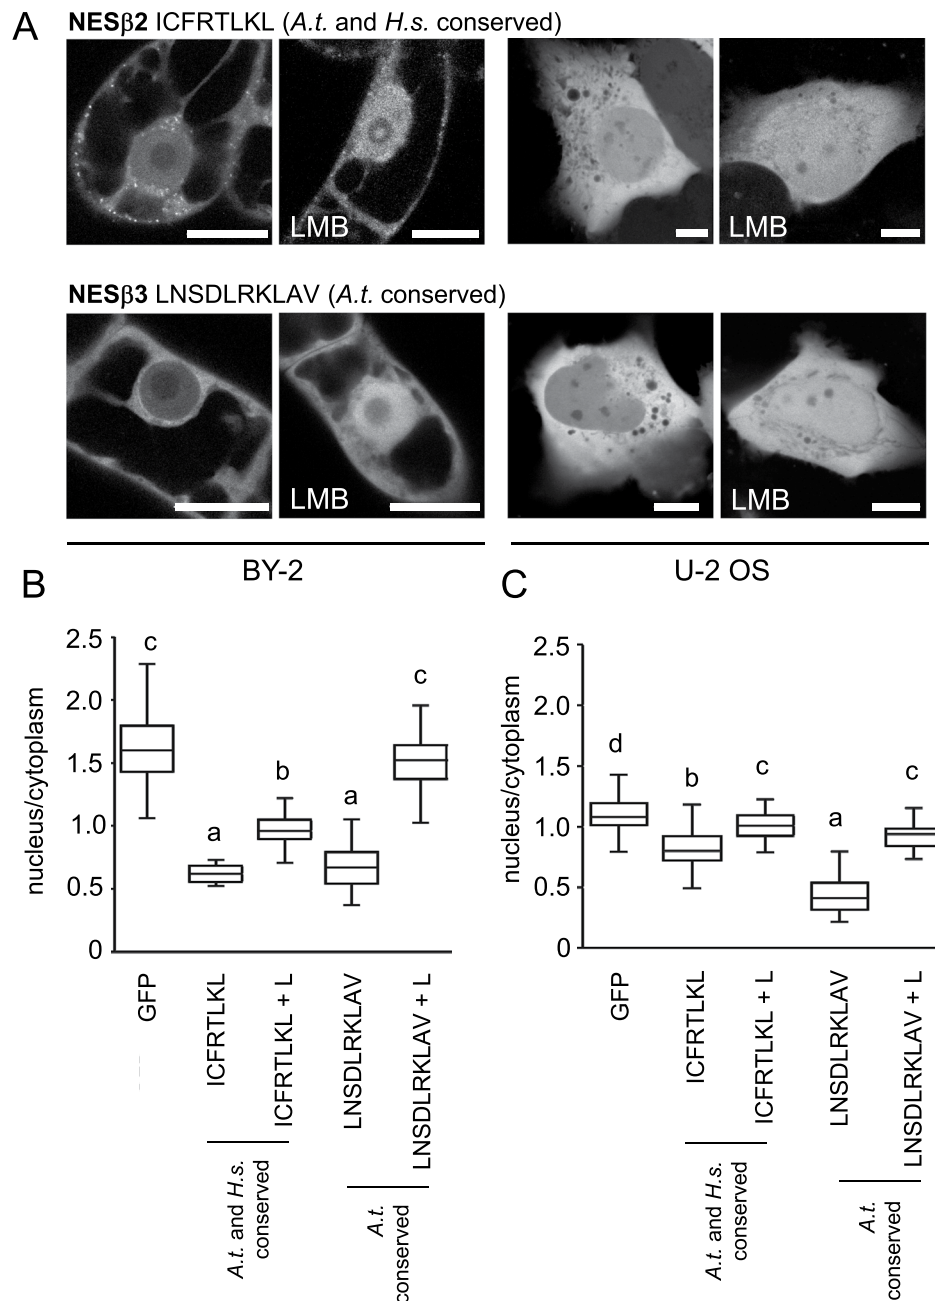 A
NESβ2 ICFRTLKL (A.t. and H.s. conserved)
LMB
LMB
NESβ3 LNSDLRKLAV (A.t. conserved)
LMB
LMB
BY-2
U-2 OS
B
nucleus/cytoplasm
2.5
2.0
1.5
1.0
0.5
0
c
a
b
a
c
GFP
ICFRTLKL
ICFRTLKL + L
LNSDLRKLAV
LNSDLRKLAV + L
A.t. and H.s.
conserved
A.t.
conserved
C
nucleus/cytoplasm
2.5
2.0
1.5
1.0
0.5
0
d
b
c
a
c
GFP
ICFRTLKL
ICFRTLKL + L
LNSDLRKLAV
LNSDLRKLAV + L
A.t. and H.s.
conserved
A.t.
conserved